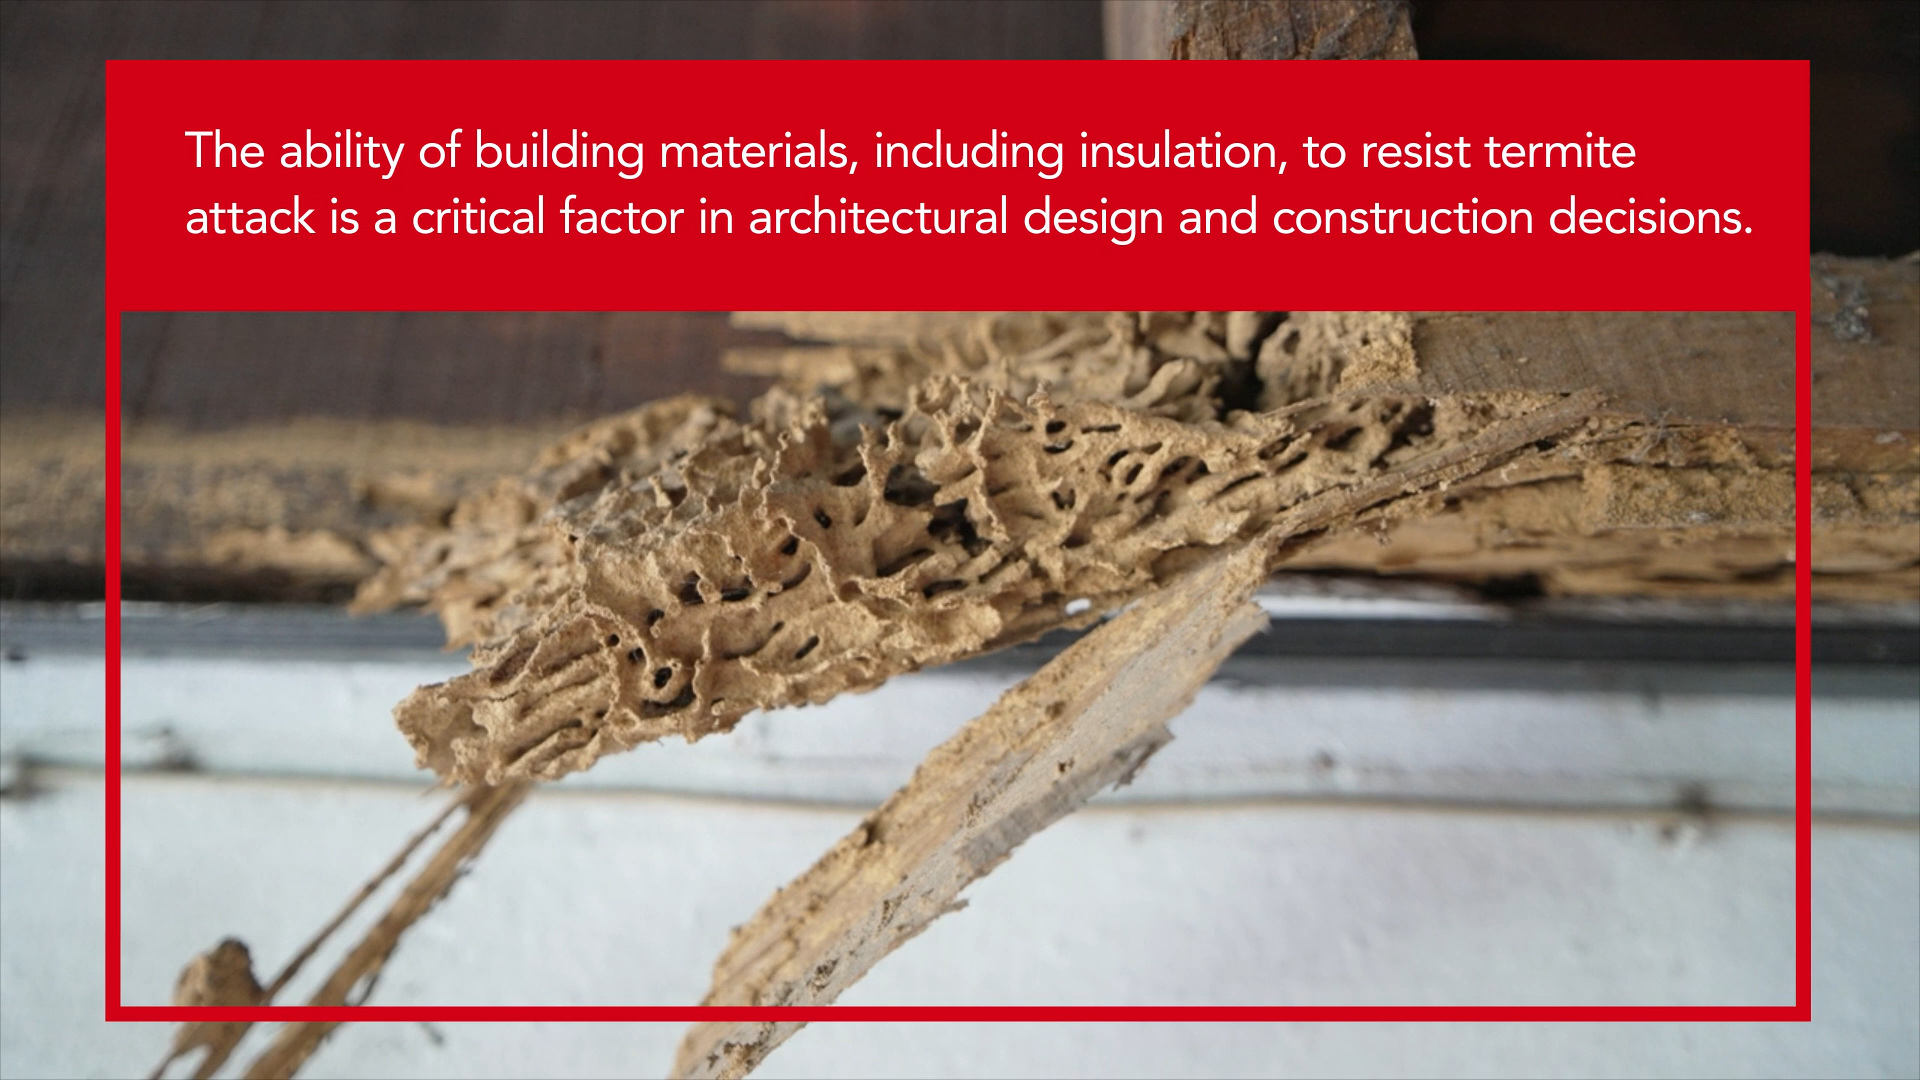 The ability of building materials, including insulation, to resist termite
attack is a critical factor in architectural design and construction decisions.